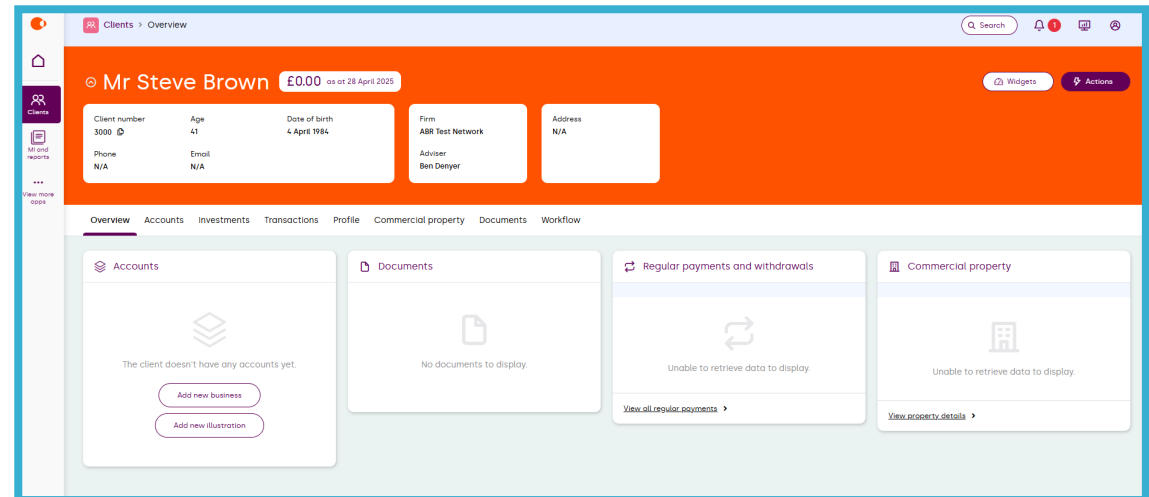 Clients > Overview
Search
1
Clients
MI and
reports
View more
apps
Mr Steve Brown
£0.00 as at 28 April 2025
Widgets
Actions
Client number
3000
Age
41
Date of birth
4 April 1984
Phone
N/A
Email
N/A
Firm
ABR Test Network
Adviser
Ben Denyer
Address
N/A
Overview Accounts Investments Transactions Profile Commercial property Documents Workflow
Accounts
The client doesn't have any accounts yet.
Add new business
Add new illustration
Documents
No documents to display.
Regular payments and withdrawals
Unable to retrieve data to display.
View all regular payments >
Commercial property
Unable to retrieve data to display.
View property details >